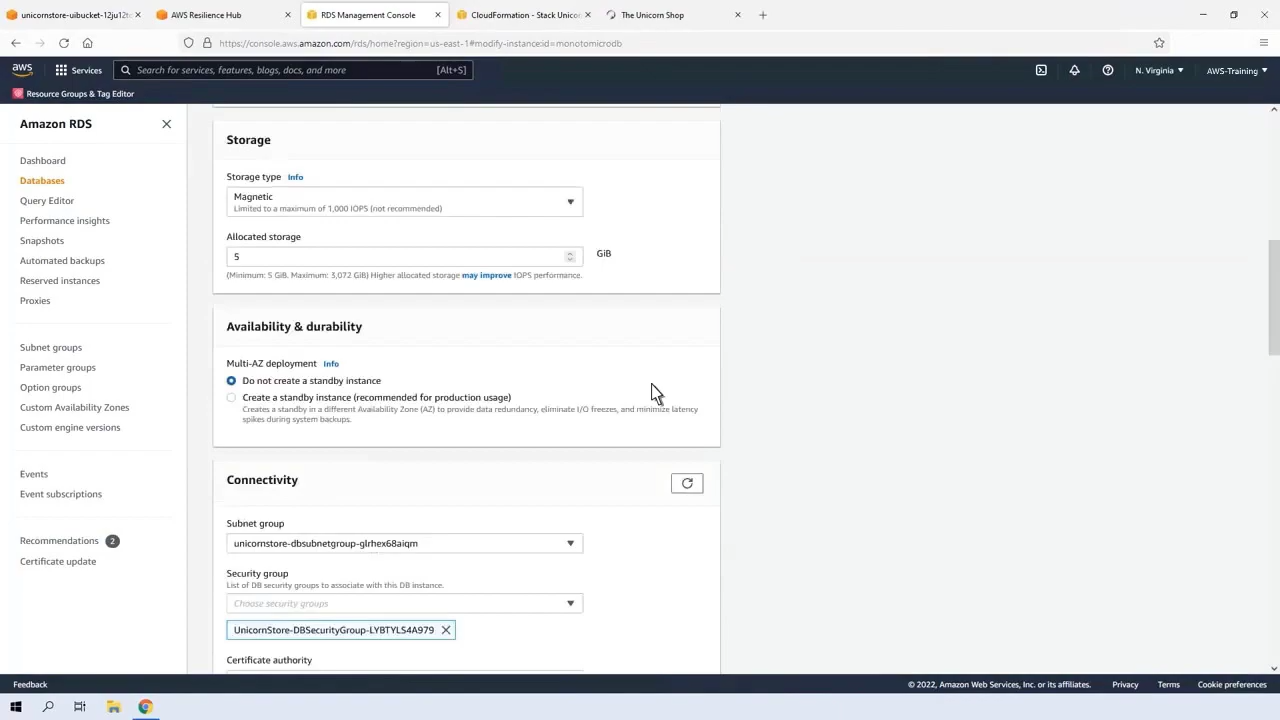 unicornstore-uibucket-12ju12t
AWS Resilience Hub
RDS Management Console
CloudFormation - Stack Unicor
The Unicorn Shop
https://console.aws.amazon.com/rds/home?region=us-east-1#modify-instance:id=monotomicrodb
aws
Services
Search for services, features, blogs, docs, and more
[Alt+S]
N. Virginia
AWS-Training
Resource Groups & Tag Editor
Amazon RDS
Dashboard
Databases
Query Editor
Performance insights
Snapshots
Automated backups
Reserved instances
Proxies
Subnet groups
Parameter groups
Option groups
Custom Availability Zones
Custom engine versions
Events
Event subscriptions
Recommendations 2
Certificate update
Storage
Storage type Info
Magnetic
Limited to a maximum of 1,000 IOPS (not recommended)
Allocated storage
5
GiB
(Minimum: 5 GiB. Maximum: 3,072 GiB) Higher allocated storage may improve IOPS performance.
Availability & durability
Multi-AZ deployment Info
Do not create a standby instance
Create a standby instance (recommended for production usage)
Creates a standby in a different Availability Zone (AZ) to provide data redundancy, eliminate I/O freezes, and minimize latency
spikes during system backups.
Connectivity
Subnet group
unicornstore-dbsubnetgroup-glrhex68aiqm
Security group
List of DB security groups to associate with this DB instance.
Choose security groups
UnicornStore-DBSecurityGroup-LYBTYLS4A979
Certificate authority
Feedback
© 2022, Amazon Web Services, Inc. or its affiliates.
Privacy
Terms
Cookie preferences